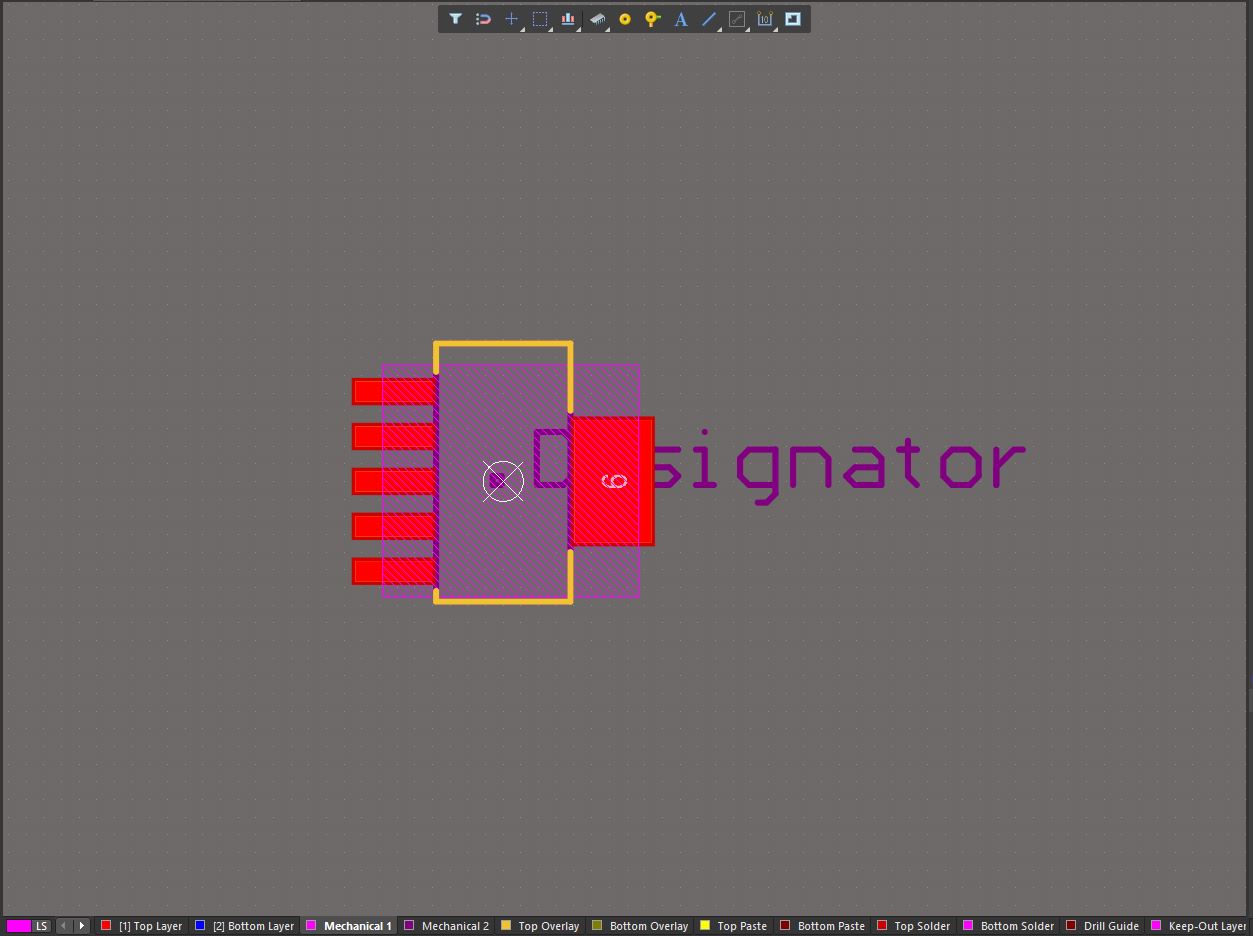 A
10
signator
6
LS
[1] Top Layer
[2] Bottom Layer
Mechanical 1
Mechanical 2
Top Overlay
Bottom Overlay
Top Paste
Bottom Paste
Top Solder
Bottom Solder
Drill Guide
Keep-Out Layer